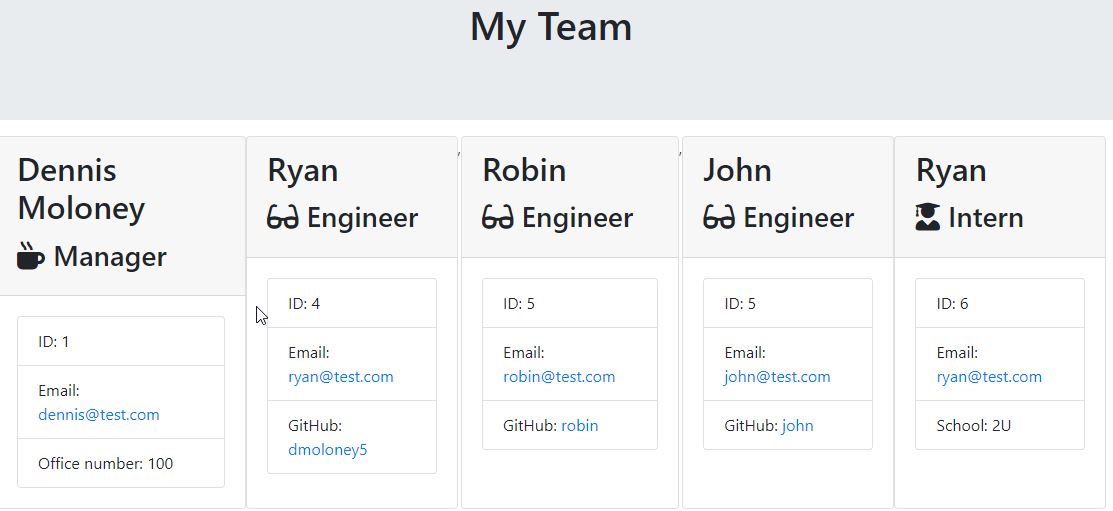 My Team
Dennis
Moloney
Manager
ID: 1
Email:
dennis@test.com
Office number: 100
Ryan
Engineer
ID: 4
Email:
ryan@test.com
GitHub:
dmoloney5
,
Robin
Engineer
ID: 5
Email:
robin@test.com
GitHub: robin
,
John
Engineer
ID: 5
Email:
john@test.com
GitHub: john
Ryan
Intern
ID: 6
Email:
ryan@test.com
School: 2U